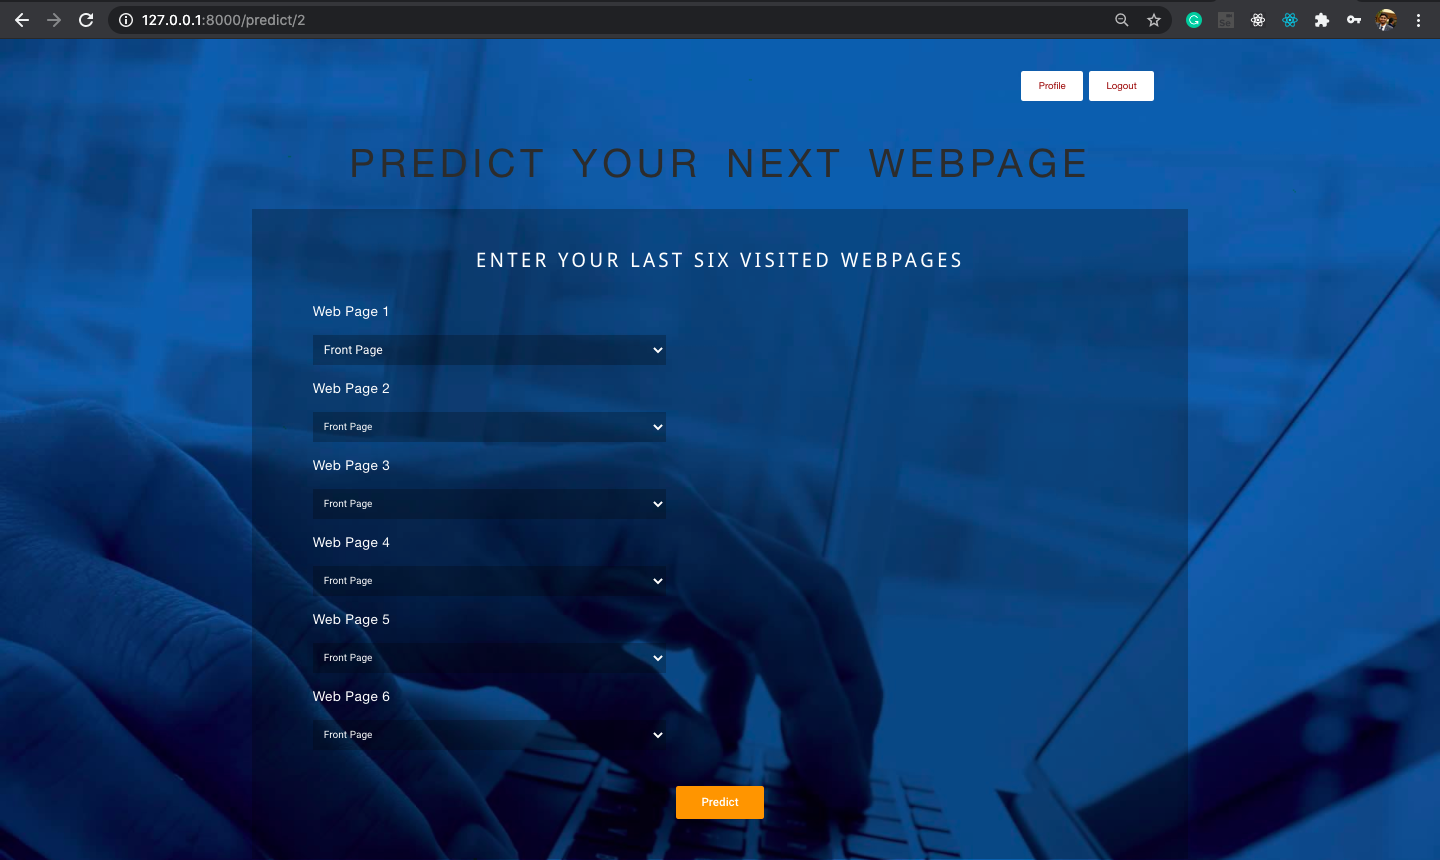 127.0.0.1:8000/predict/2
Profile Logout
PREDICT YOUR NEXT WEBPAGE
ENTER YOUR LAST SIX VISITED WEBPAGES
Web Page 1
Front Page
Web Page 2
Front Page
Web Page 3
Front Page
Web Page 4
Front Page
Web Page 5
Front Page
Web Page 6
Front Page
Predict